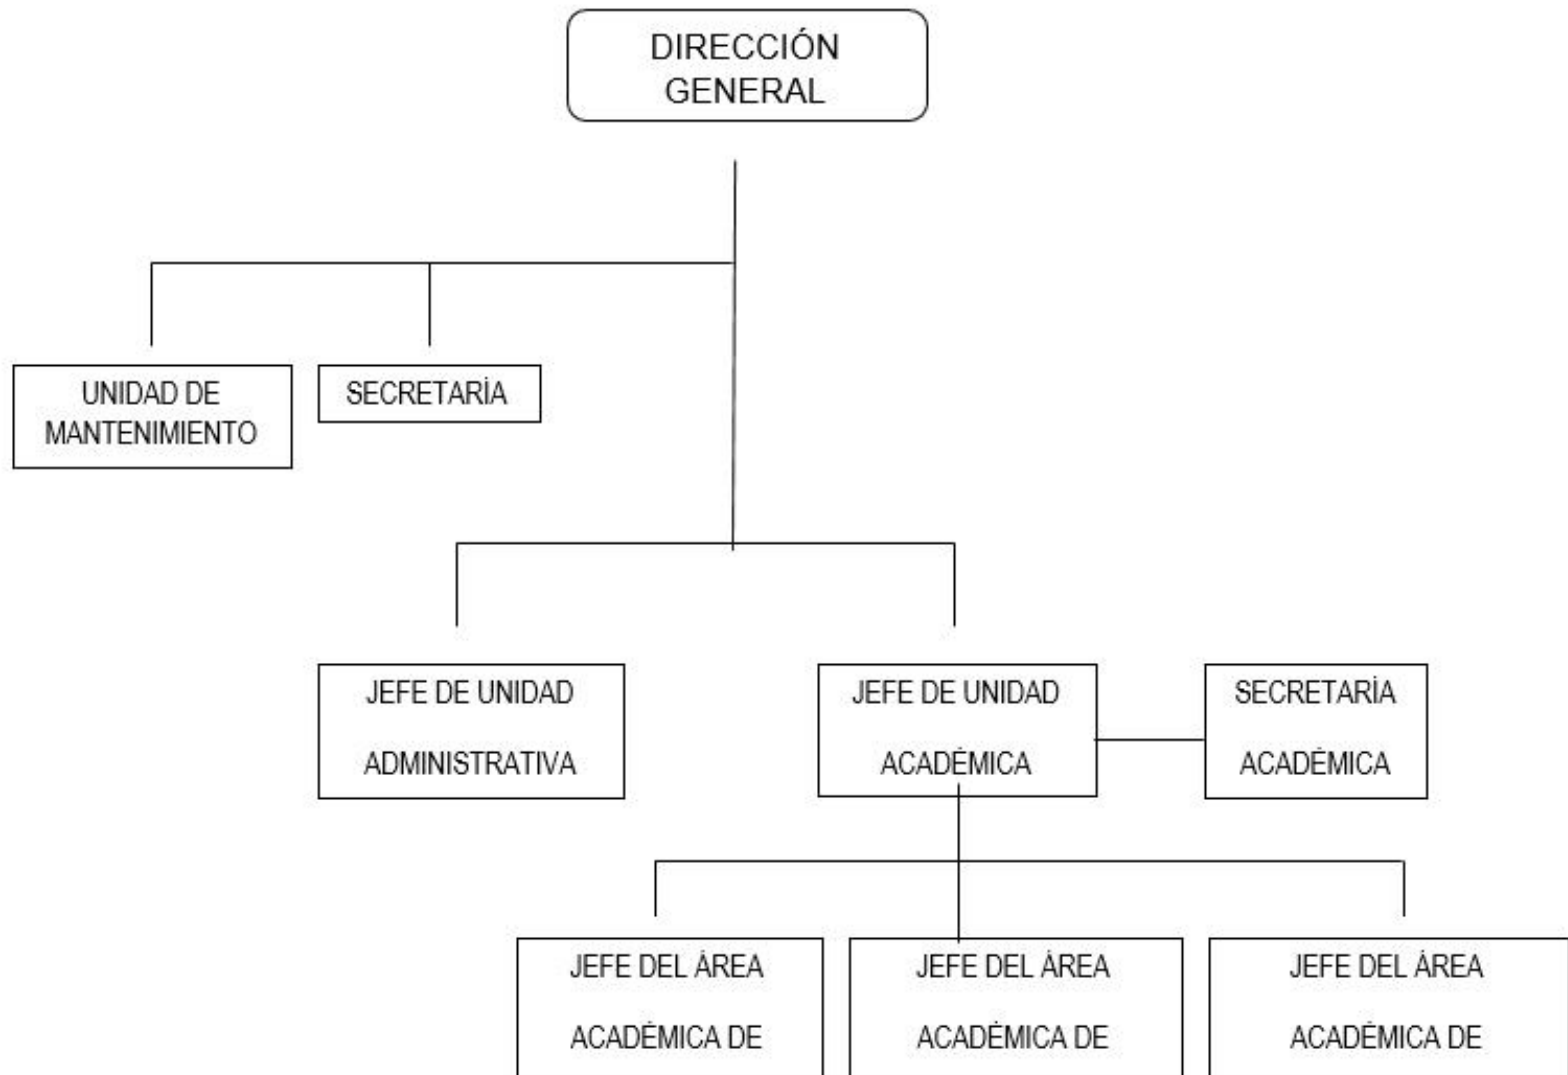 DIRECCIÓN
GENERAL
UNIDAD DE
MANTENIMIENTO
SECRETARÍA
JEFE DE UNIDAD
ADMINISTRATIVA
JEFE DE UNIDAD
ACADÉMICA
SECRETARÍA
ACADÉMICA
JEFE DEL ÁREA
ACADÉMICA DE
JEFE DEL ÁREA
ACADÉMICA DE
JEFE DEL ÁREA
ACADÉMICA DE